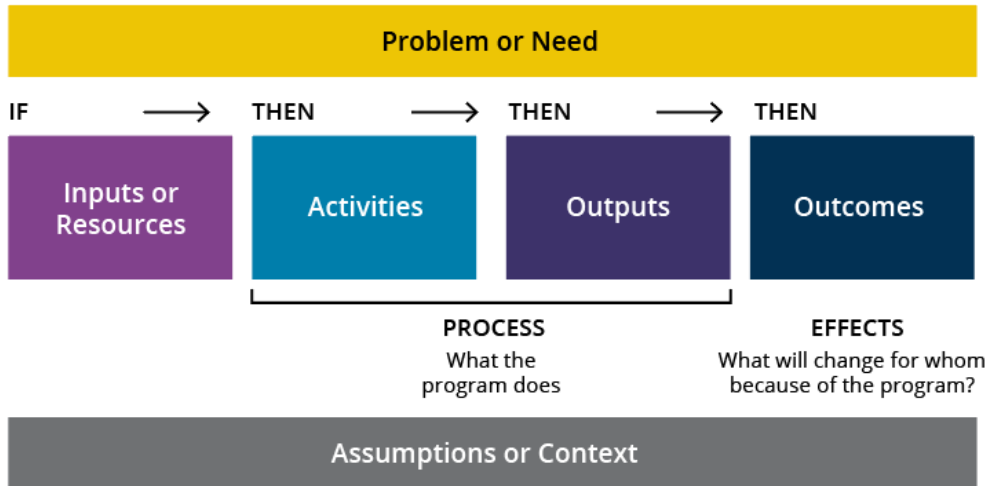 Problem or Need
IF THEN THEN THEN
Inputs or
Resources
Activities
Outputs
Outcomes
PROCESS
What the
program does
EFFECTS
What will change for whom
because of the program?
Assumptions or Context